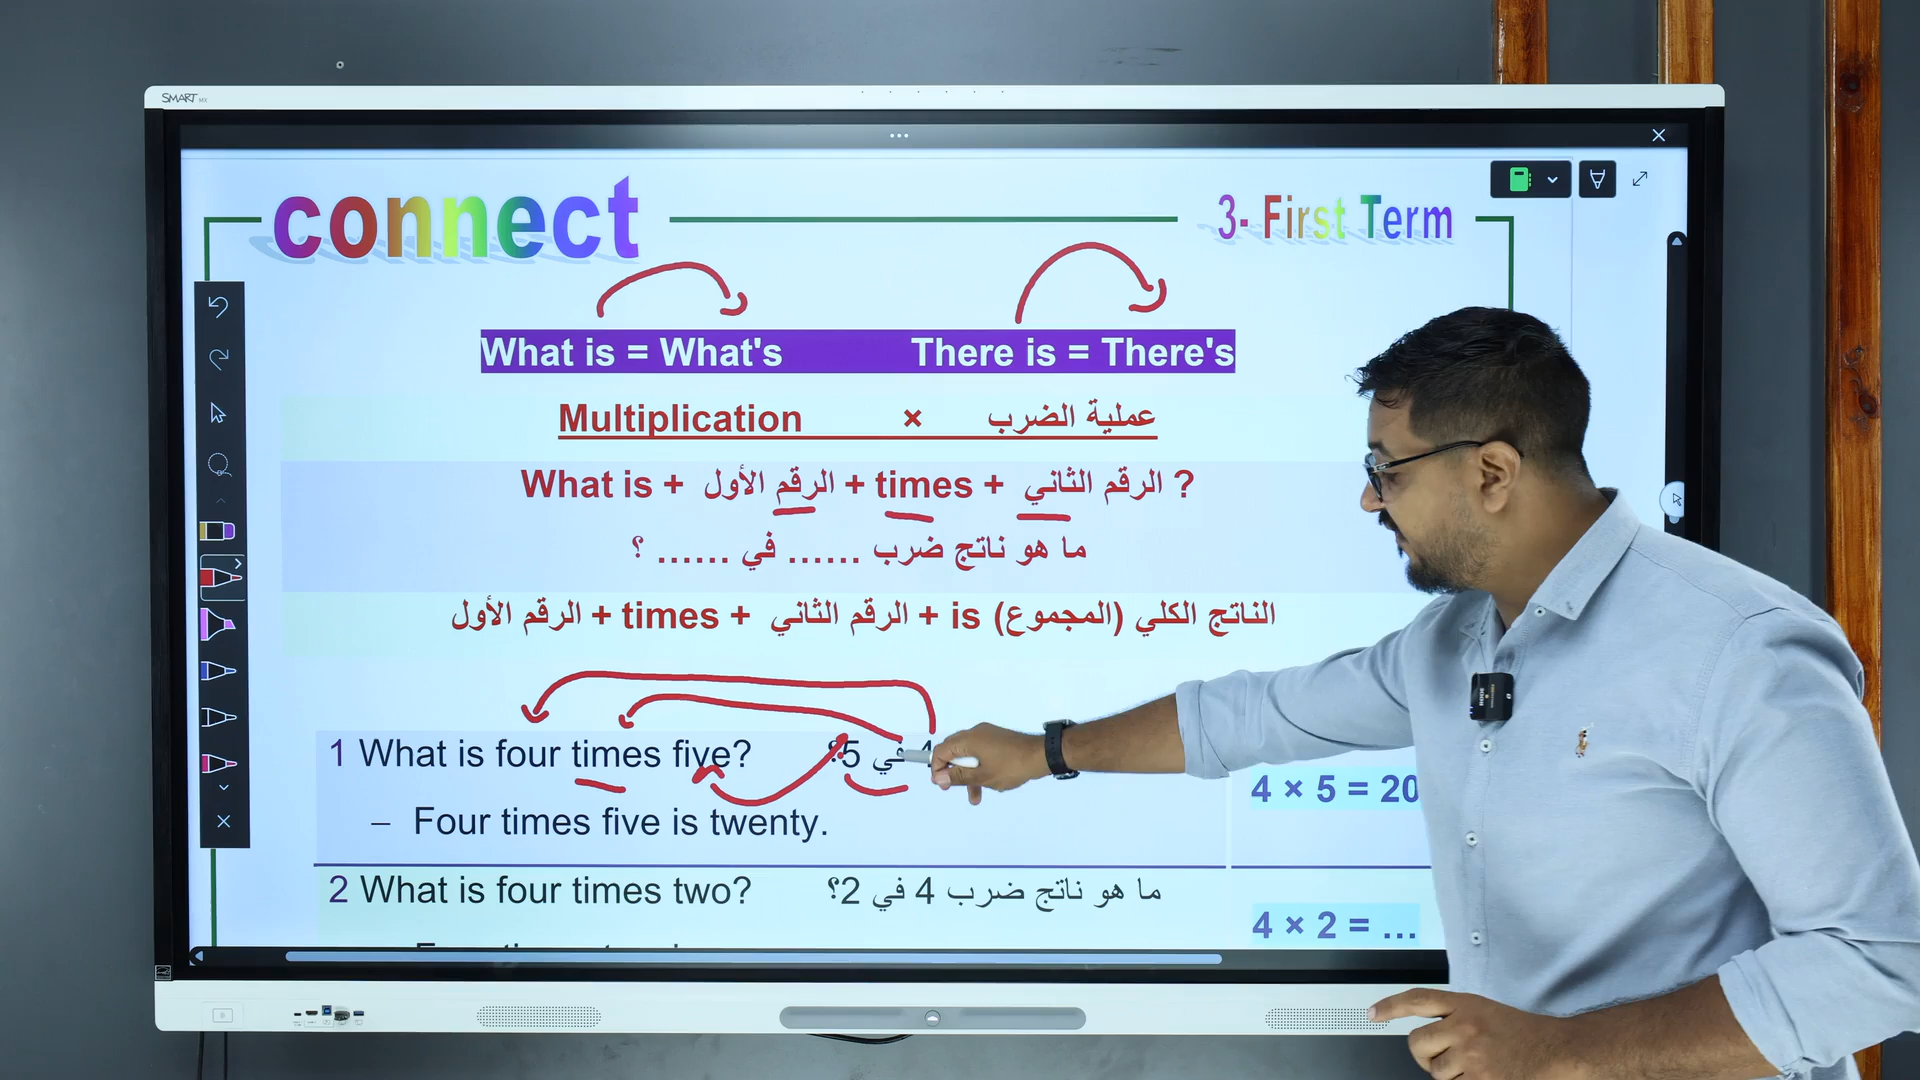 SMART MX
connect
3- First Term
What is = What's There is = There's
Multiplication × عملية الضرب
What is + الرقم الأول + times + الرقم الثاني ?
ما هو ناتج ضرب ...... في ...... ؟
الرقم الأول + times + الرقم الثاني + is (المجموع) الناتج الكلي
1 What is four times five? 4 في 5؟
4 × 5 = 20
– Four times five is twenty.
2 What is four times two? ما هو ناتج ضرب 4 في 2؟
4 × 2 = ...